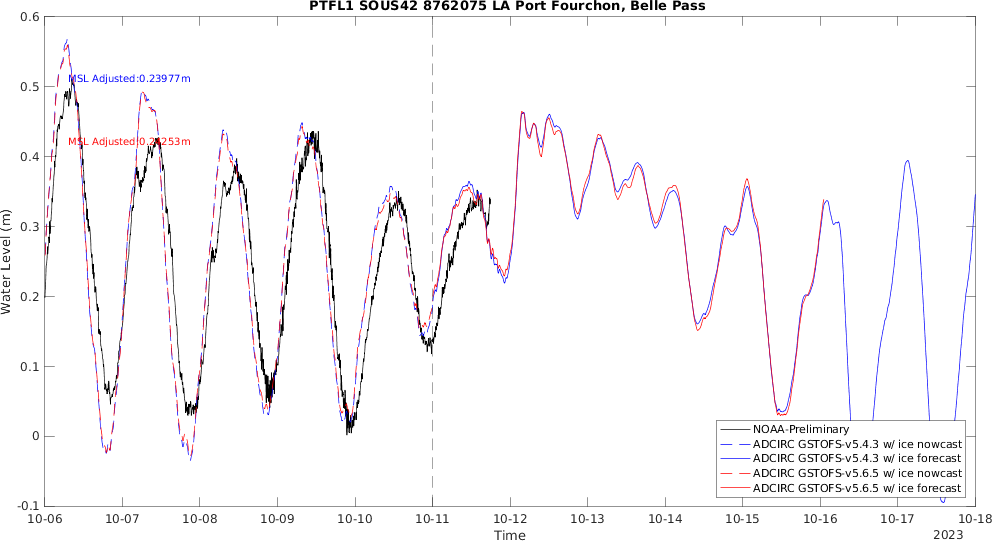 PTFL1 SOUS42 8762075 LA Port Fourchon, Belle Pass
0.6
0.5
0.4
0.3
0.2
0.1
0
-0.1
Water Level (m)
MSL Adjusted:0.23977m
MSL Adjusted:
NOAA-Preliminary
ADCIRC GSTOFS-v5.4.3 w/ ice nowcast
ADCIRC GSTOFS-v5.4.3 w/ ice forecast
ADCIRC GSTOFS-v5.6.5 w/ ice nowcast
ADCIRC GSTOFS-v5.6.5 w/ ice forecast
10-06 10-07 10-08 10-09 10-10 10-11 10-12 10-13 10-14 10-15 10-16 10-17 10-18
Time
2023